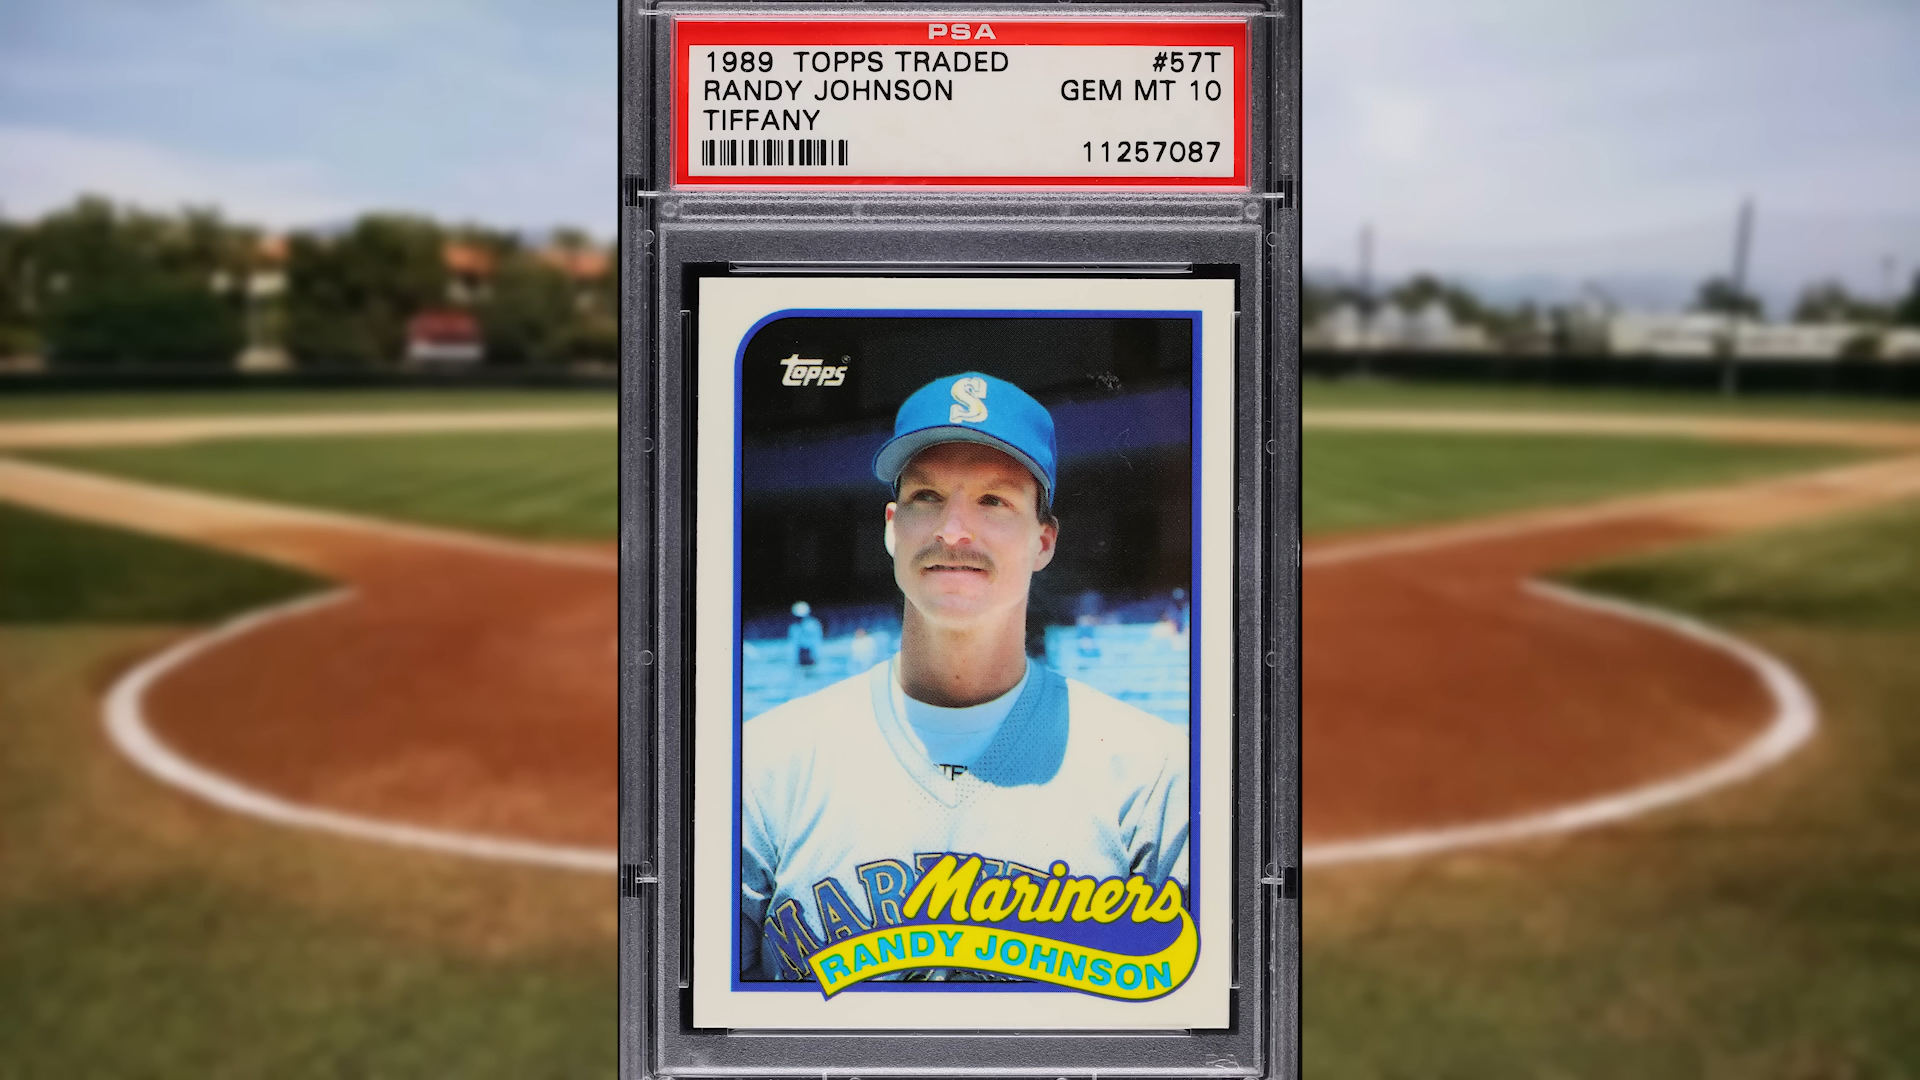 PSA
1989 TOPPS TRADED #57T
RANDY JOHNSON GEM MT 10
TIFFANY
11257087
topps
S
MAR
Mariners
RANDY JOHNSON